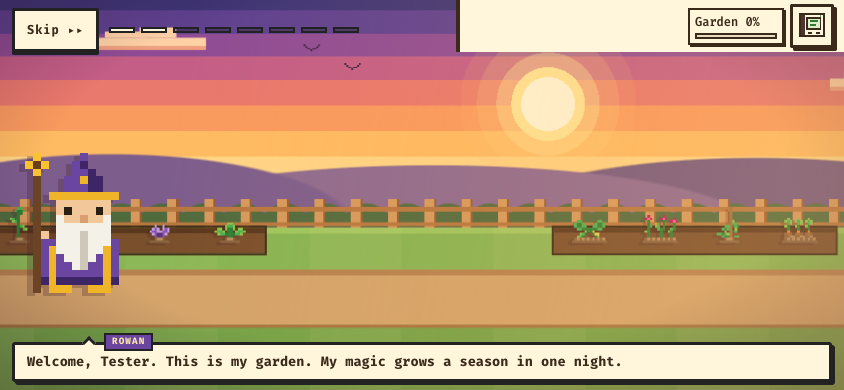 Skip ▸▸
Garden 0%
ROWAN
Welcome, Tester. This is my garden. My magic grows a season in one night.